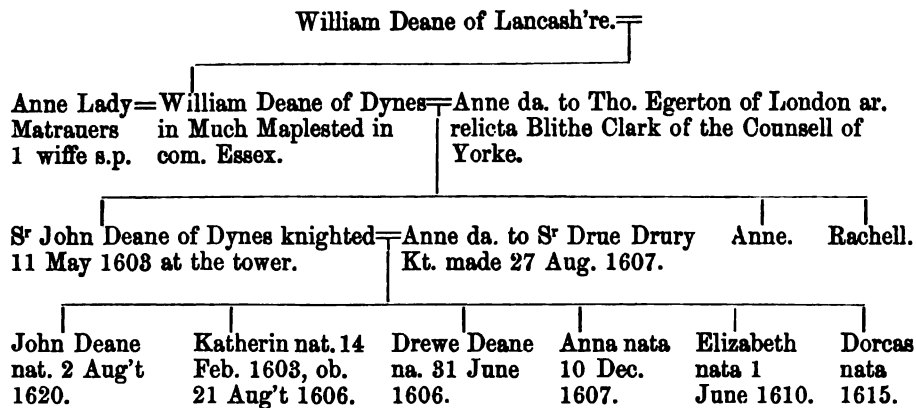 William Deane of Lancash're.
Anne Lady=William Deane of Dynes=Anne da. to Tho. Egerton of London ar.
Matrauers in Much Maplested in relicta Blithe Clark of the Counsell of
1 wiffe s.p. com. Essex. Yorke.
Sr John Deane of Dynes knighted=Anne da. to Sr Drue Drury Anne. Rachell.
11 May 1603 at the tower. Kt. made 27 Aug. 1607.
John Deane Katherin nat. 14 Drewe Deane Anna nata Elizabeth Dorcas
nat. 2 Aug't Feb. 1603, ob. na. 31 June 10 Dec. nata 1 nata
1620. 21 Aug't 1606. 1606. 1607. June 1610. 1615.